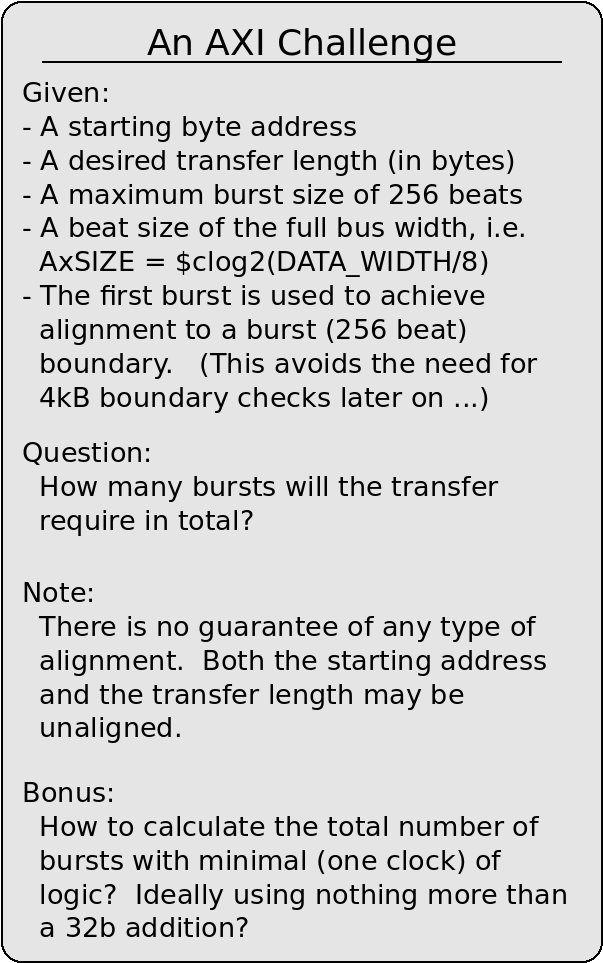 An AXI Challenge
Given:
- A starting byte address
- A desired transfer length (in bytes)
- A maximum burst size of 256 beats
- A beat size of the full bus width, i.e.
AxSIZE = $clog2(DATA_WIDTH/8)
- The first burst is used to achieve
alignment to a burst (256 beat)
boundary. (This avoids the need for
4kB boundary checks later on ...)
Question:
How many bursts will the transfer
require in total?
Note:
There is no guarantee of any type of
alignment. Both the starting address
and the transfer length may be
unaligned.
Bonus:
How to calculate the total number of
bursts with minimal (one clock) of
logic? Ideally using nothing more than
a 32b addition?